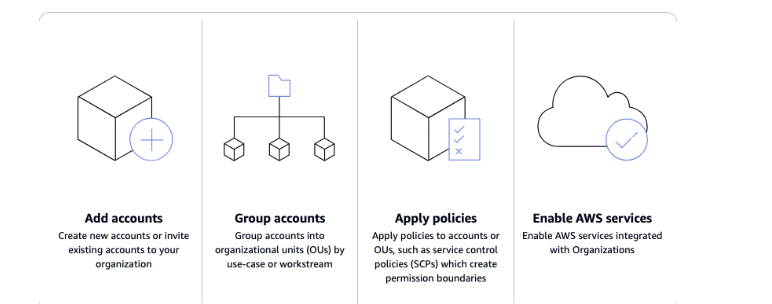 Add accounts
Create new accounts or invite
existing accounts to your
organization
Group accounts
Group accounts into
organizational units (OUs) by
use-case or workstream
Apply policies
Apply policies to accounts or
OUs, such as service control
policies (SCPs) which create
permission boundaries
Enable AWS services
Enable AWS services integrated
with Organizations